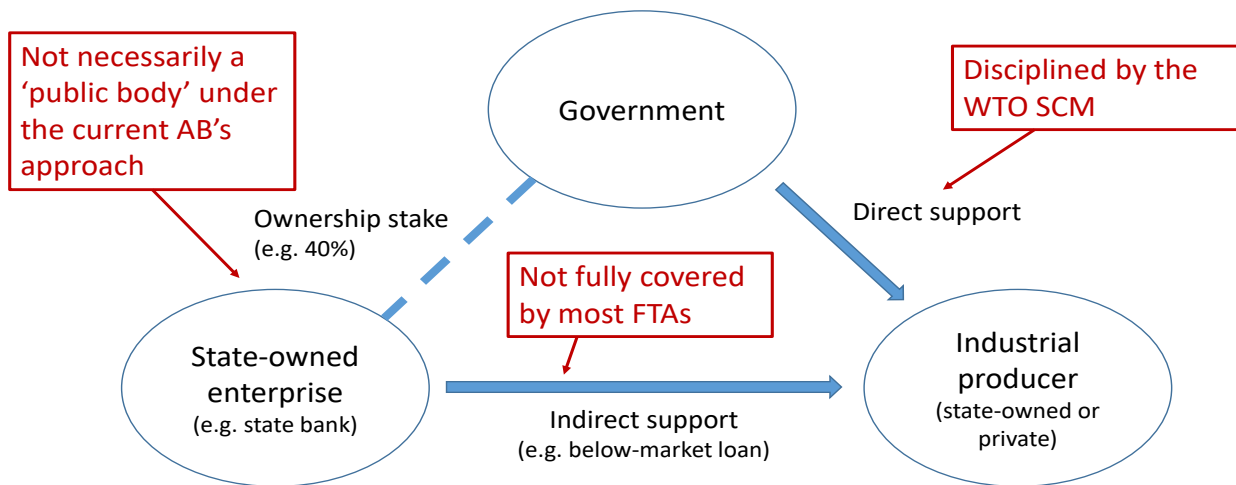 Not necessarily a
‘public body’ under
the current AB’s
approach
Government
Disciplined by the
WTO SCM
Ownership stake
(e.g. 40%)
Direct support
Not fully covered
by most FTAs
State-owned
enterprise
(e.g. state bank)
Indirect support
(e.g. below-market loan)
Industrial
producer
(state-owned or
private)